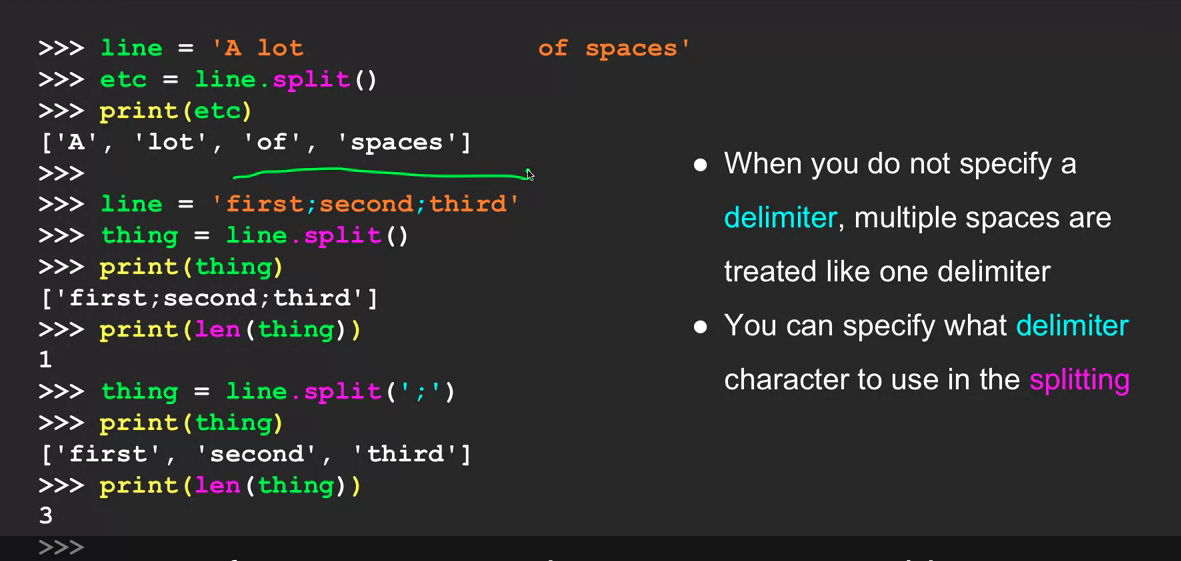 >>> line = 'A lot               of spaces'
>>> etc = line.split()
>>> print(etc)
['A', 'lot', 'of', 'spaces']
>>>
>>> line = 'first;second;third'
>>> thing = line.split()
>>> print(thing)
['first;second;third']
>>> print(len(thing))
1
>>> thing = line.split(';')
>>> print(thing)
['first', 'second', 'third']
>>> print(len(thing))
3
>>>
● When you do not specify a
delimiter, multiple spaces are
treated like one delimiter
● You can specify what delimiter
character to use in the splitting